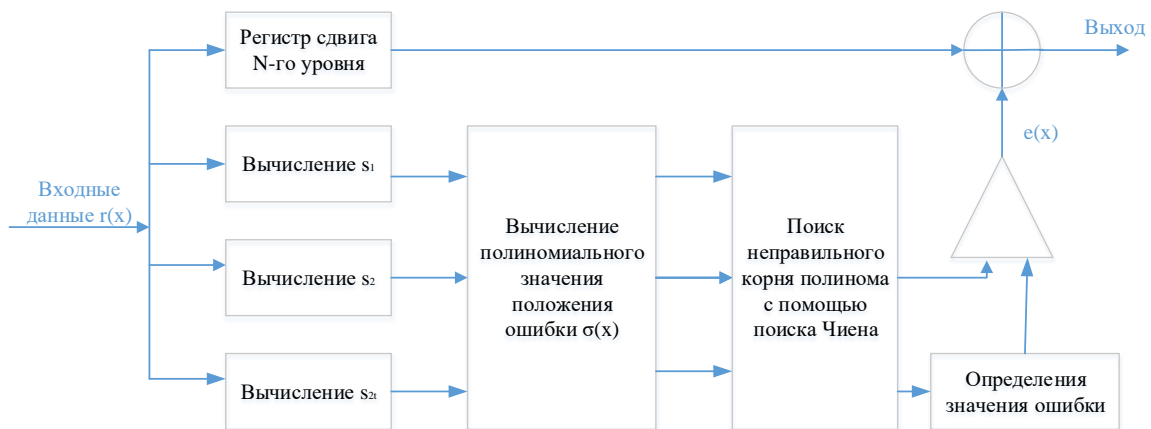 Регистр сдвига
N-го уровня
Выход
e(x)
Входные
данные r(x)
Вычисление s₁
Вычисление s₂
Вычисление s₂ₜ
Вычисление
полиномиального
значения
положения
ошибки σ(x)
Поиск
неправильного
корня полинома
с помощью
поиска Чиена
Определения
значения ошибки